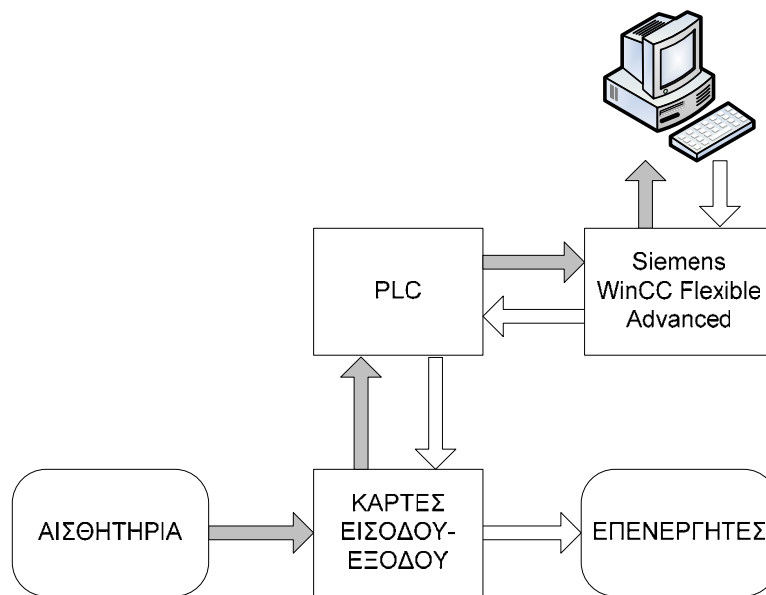 Siemens
WinCC Flexible
Advanced
PLC
ΑΙΣΘΗΤΗΡΙΑ
ΚΑΡΤΕΣ
ΕΙΣΟΔΟΥ-
ΕΞΟΔΟΥ
ΕΠΕΝΕΡΓΗΤΕΣ